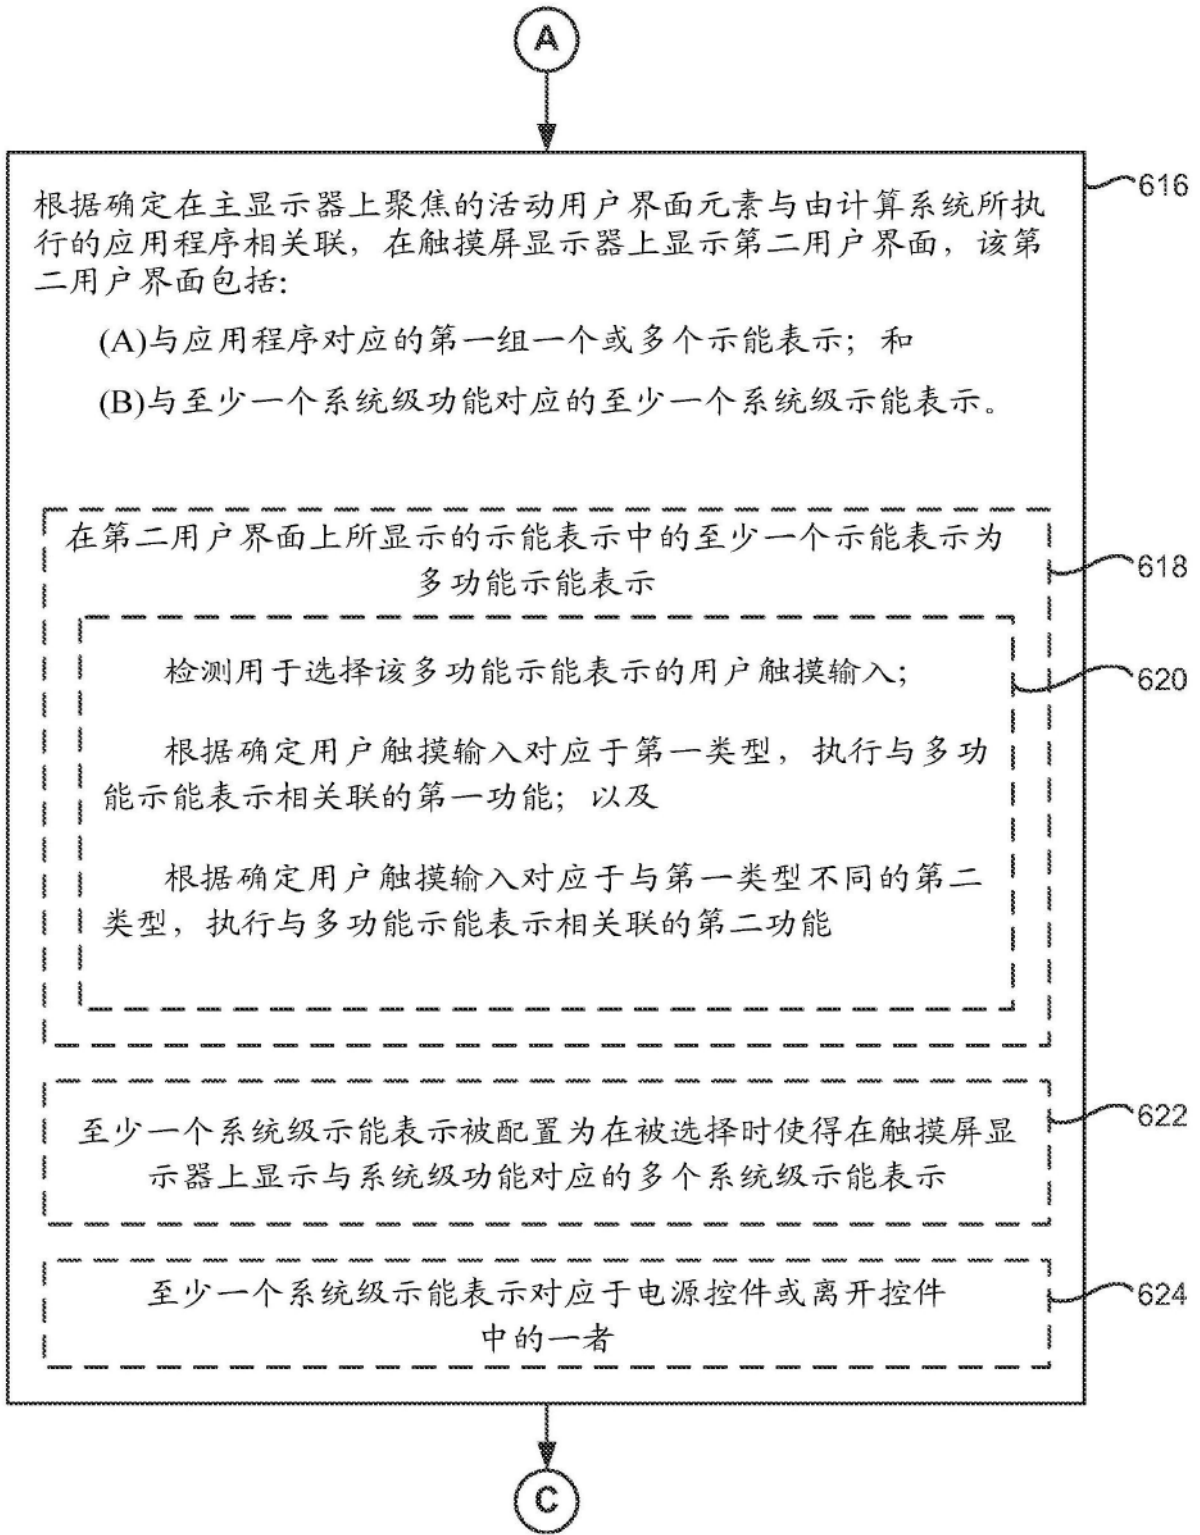 A
616
根据确定在主显示器上聚焦的活动用户界面元素与由计算系统所执
行的应用程序相关联，在触摸屏显示器上显示第二用户界面，该第
二用户界面包括：
(A)与应用程序对应的第一组一个或多个示能表示；和
(B)与至少一个系统级功能对应的至少一个系统级示能表示。
在第二用户界面上所显示的示能表示中的至少一个示能表示为
多功能示能表示
618
检测用于选择该多功能示能表示的用户触摸输入；
620
根据确定用户触摸输入对应于第一类型，执行与多功
能示能表示相关联的第一功能；以及
根据确定用户触摸输入对应于与第一类型不同的第二
类型，执行与多功能示能表示相关联的第二功能
622
至少一个系统级示能表示被配置为在被选择时使得在触摸屏显
示器上显示与系统级功能对应的多个系统级示能表示
至少一个系统级示能表示对应于电源控件或离开控件
中的一者
624
C